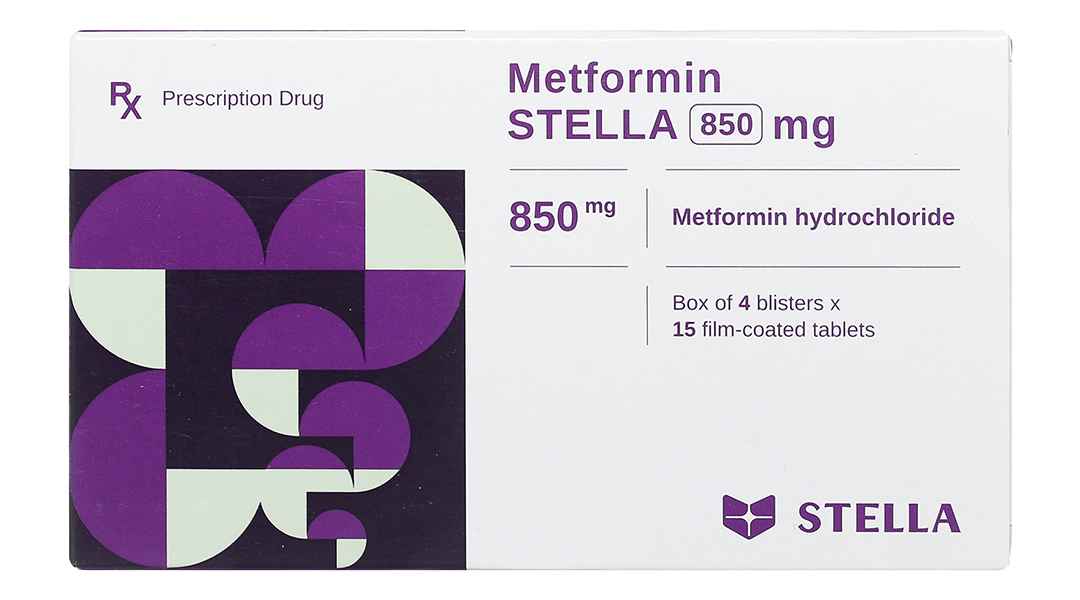 Rx Prescription Drug
Metformin
STELLA 850 mg
850 mg
Metformin hydrochloride
Box of 4 blisters x
15 film-coated tablets
STELLA